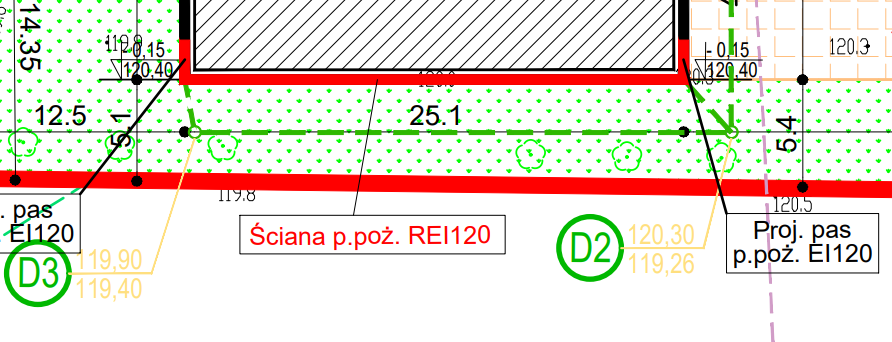 14.35
119.8
-0,15
120,40
- 0,15
120,40
120.3
12.5
5.1
25.1
5.4
119.8
120.5
. pas
EI120
Ściana p.poż. REI120
Proj. pas
p.poż. EI120
D3
119,90
119,40
D2
120,30
119,26